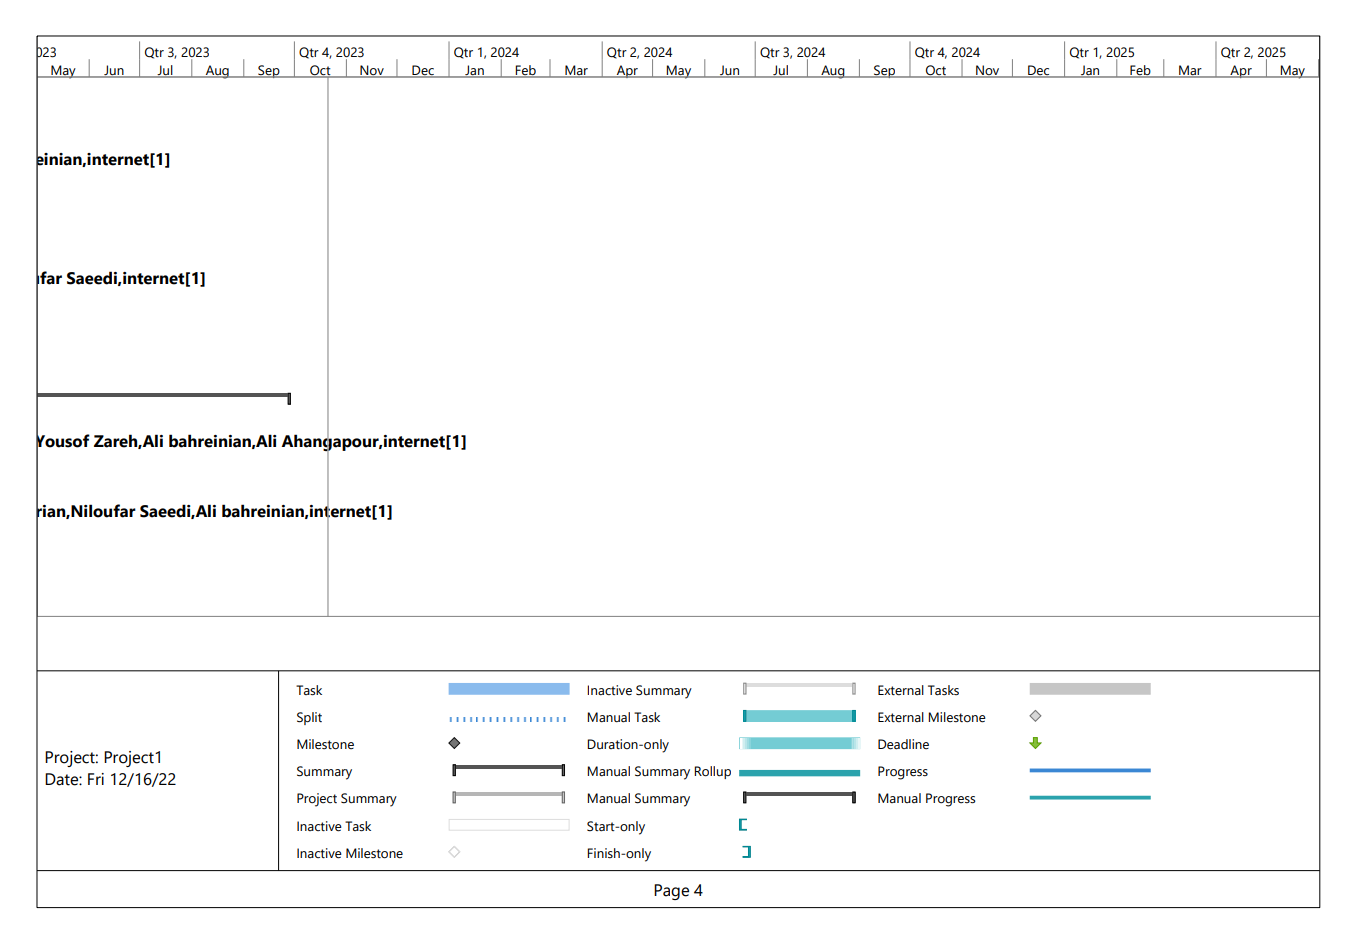 023 Qtr 3, 2023 Qtr 4, 2023 Qtr 1, 2024 Qtr 2, 2024 Qtr 3, 2024 Qtr 4, 2024 Qtr 1, 2025 Qtr 2, 2025
May Jun Jul Aug Sep Oct Nov Dec Jan Feb Mar Apr May Jun Jul Aug Sep Oct Nov Dec Jan Feb Mar Apr May
einian,internet[1]
ufar Saeedi,internet[1]
Yousof Zareh,Ali bahreinian,Ali Ahangapour,internet[1]
rian,Niloufar Saeedi,Ali bahreinian,internet[1]
Project: Project1
Date: Fri 12/16/22
Task
Split
Milestone
Summary
Project Summary
Inactive Task
Inactive Milestone
Inactive Summary
Manual Task
Duration-only
Manual Summary Rollup
Manual Summary
Start-only
Finish-only
External Tasks
External Milestone
Deadline
Progress
Manual Progress
Page 4